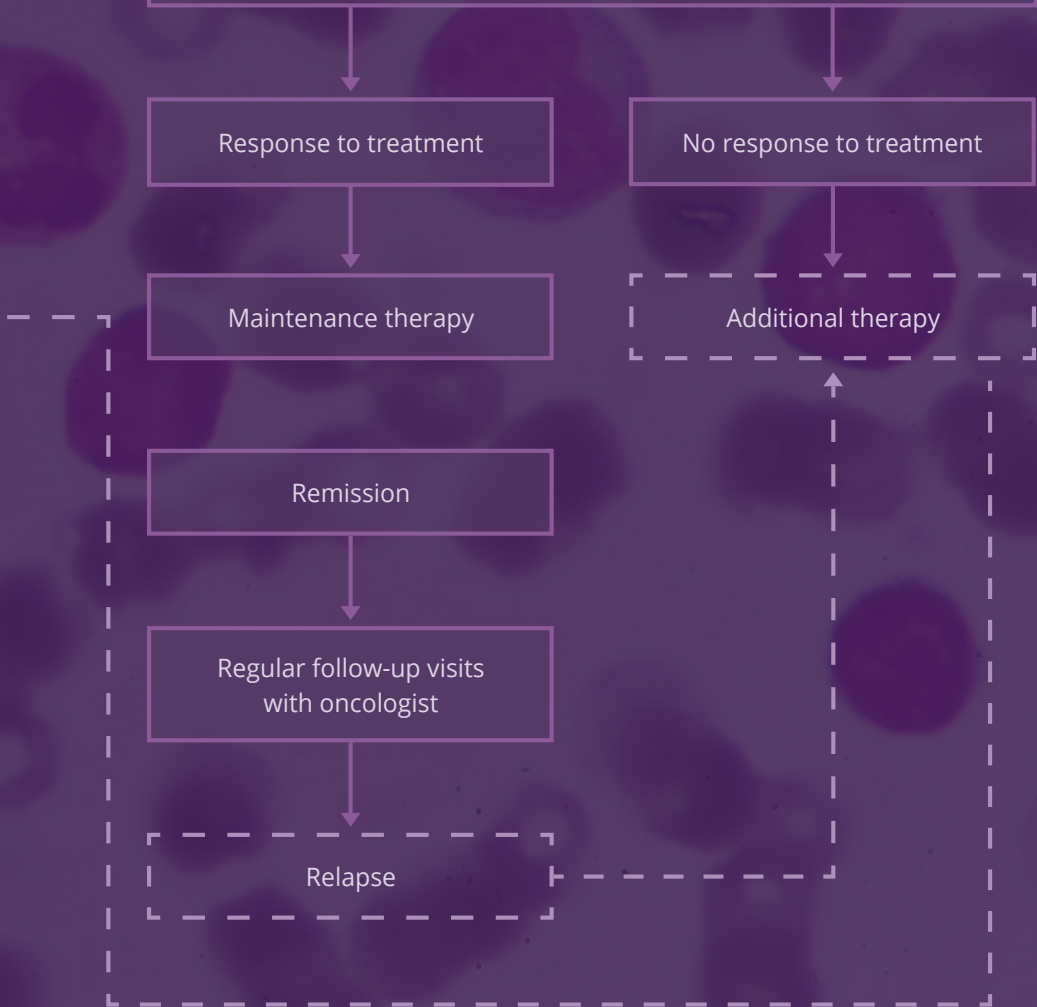 Response to treatment
No response to treatment
Maintenance therapy
Additional therapy
Remission
Regular follow-up visits
with oncologist
Relapse